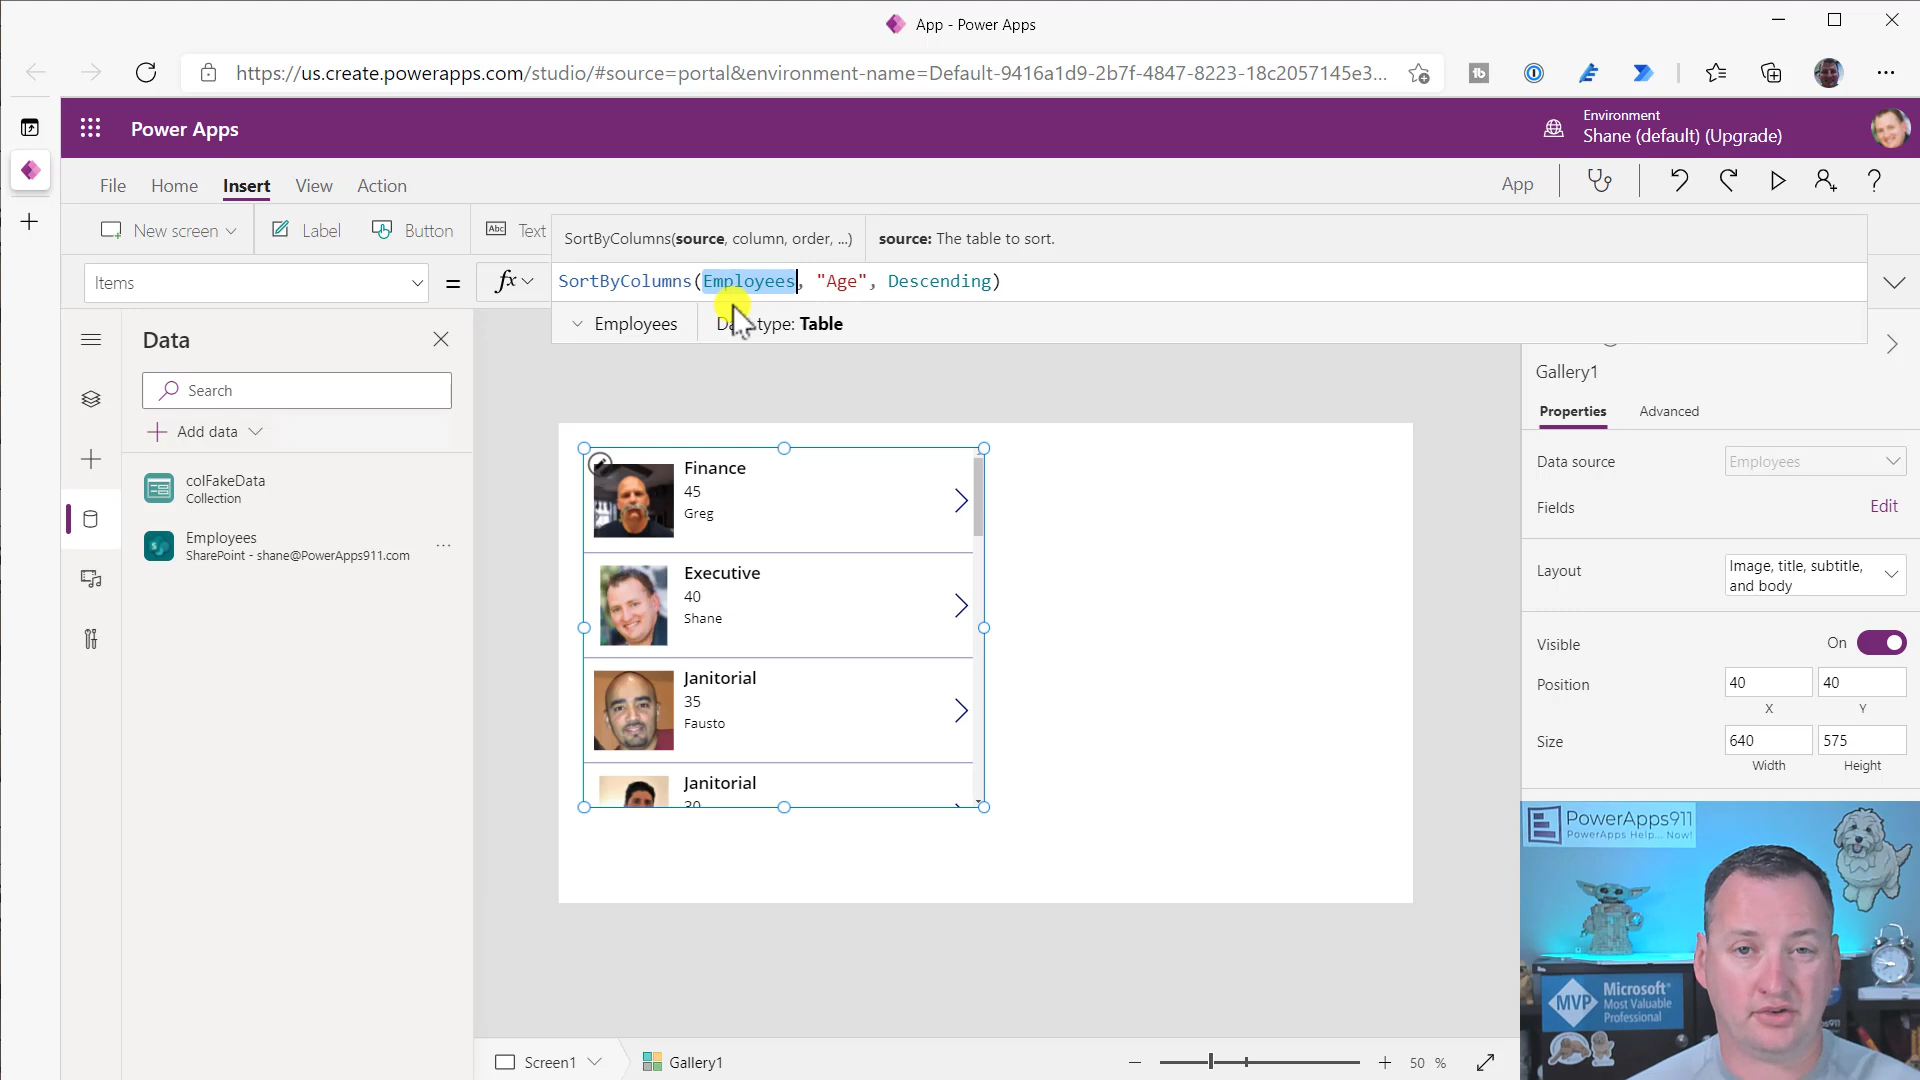 App - Power Apps
https://us.create.powerapps.com/studio/#source=portal&environment-name=Default-9416a1d9-2b7f-4847-8223-18c2057145e3...
Power Apps
Environment
Shane (default) (Upgrade)
File Home Insert View Action
App
New screen Label Button Abc Text
SortByColumns(source, column, order, ...) source: The table to sort.
Items = fx SortByColumns(Employees, "Age", Descending)
Employees type: Table
Data
Search
Add data
colFakeData
Collection
Employees
SharePoint - shane@PowerApps911.com
Finance
45
Greg
Executive
40
Shane
Janitorial
35
Fausto
Janitorial
30
Gallery1
Properties Advanced
Data source Employees
Fields Edit
Layout Image, title, subtitle, and body
Visible On
Position 40 40
X Y
Size 640 575
Width Height
PowerApps911
PowerApps Help... Now!
MVP
Microsoft
Most Valuable
Professional
Screen1 Gallery1
50 %